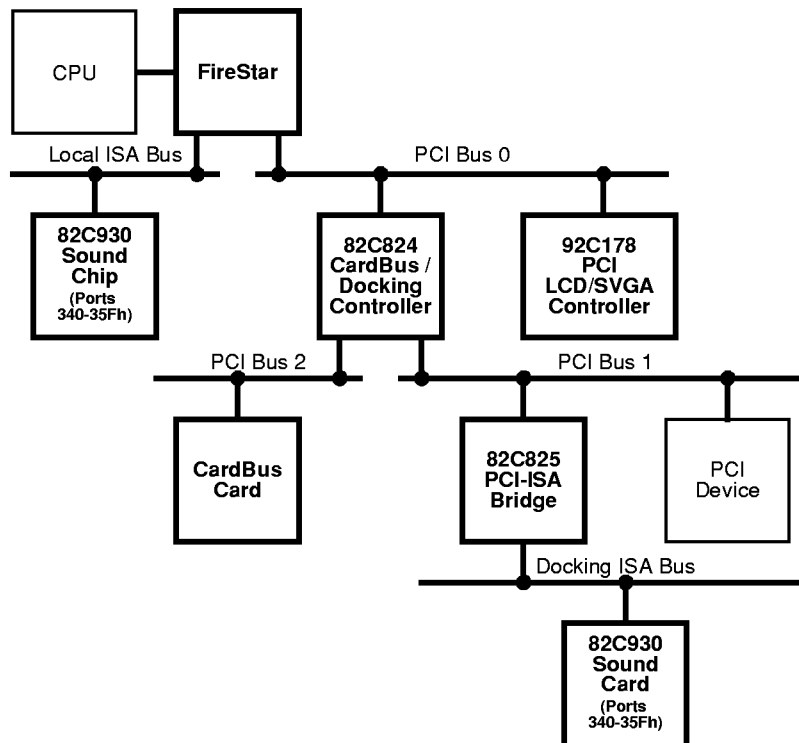 CPU
FireStar
Local ISA Bus
PCI Bus 0
82C930
Sound
Chip
(Ports
340-35Fh)
82C824
CardBus /
Docking
Controller
92C178
PCI
LCD/SVGA
Controller
PCI Bus 2
PCI Bus 1
CardBus
Card
82C825
PCI-ISA
Bridge
PCI
Device
Docking ISA Bus
82C930
Sound
Card
(Ports
340-35Fh)